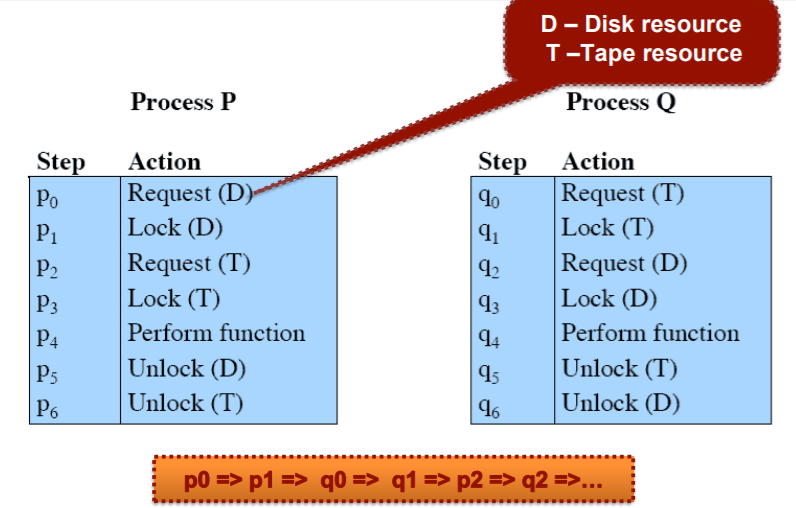 D – Disk resource
T –Tape resource
Process P
Step Action
p0 Request (D)
p1 Lock (D)
p2 Request (T)
p3 Lock (T)
p4 Perform function
p5 Unlock (D)
p6 Unlock (T)
Process Q
Step Action
q0 Request (T)
q1 Lock (T)
q2 Request (D)
q3 Lock (D)
q4 Perform function
q5 Unlock (T)
q6 Unlock (D)
p0 => p1 => q0 => q1 => p2 => q2 =>...